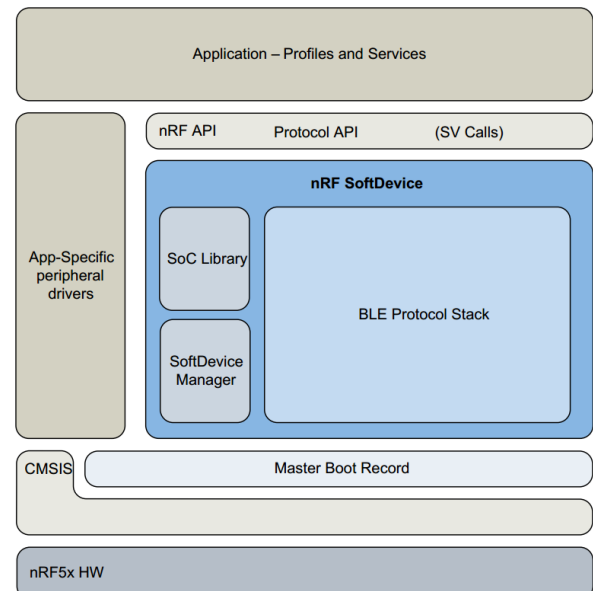 Application – Profiles and Services
nRF API Protocol API (SV Calls)
nRF SoftDevice
App-Specific
peripheral
drivers
SoC Library
BLE Protocol Stack
SoftDevice
Manager
CMSIS
Master Boot Record
nRF5x HW